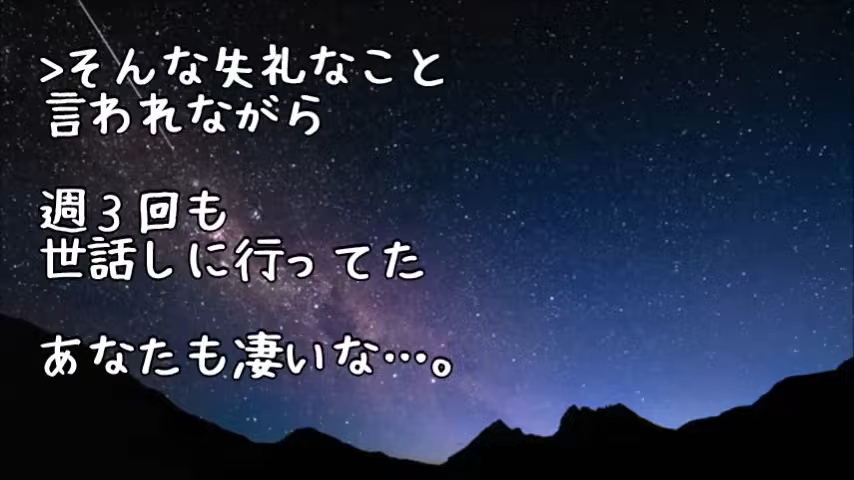 >そんな失礼なこと
言われながら
週３回も
世話しに行ってた
あなたも凄いな…。